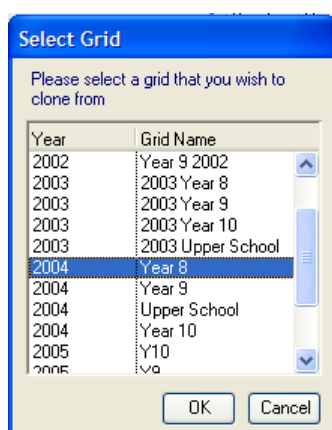 Select Grid
Please select a grid that you wish to
clone from
Year Grid Name
2002 Year 9 2002
2003 2003 Year 8
2003 2003 Year 9
2003 2003 Year 10
2003 2003 Upper School
2004 Year 8
2004 Year 9
2004 Upper School
2004 Year 10
2005 Y10
2005 Y9
OK Cancel